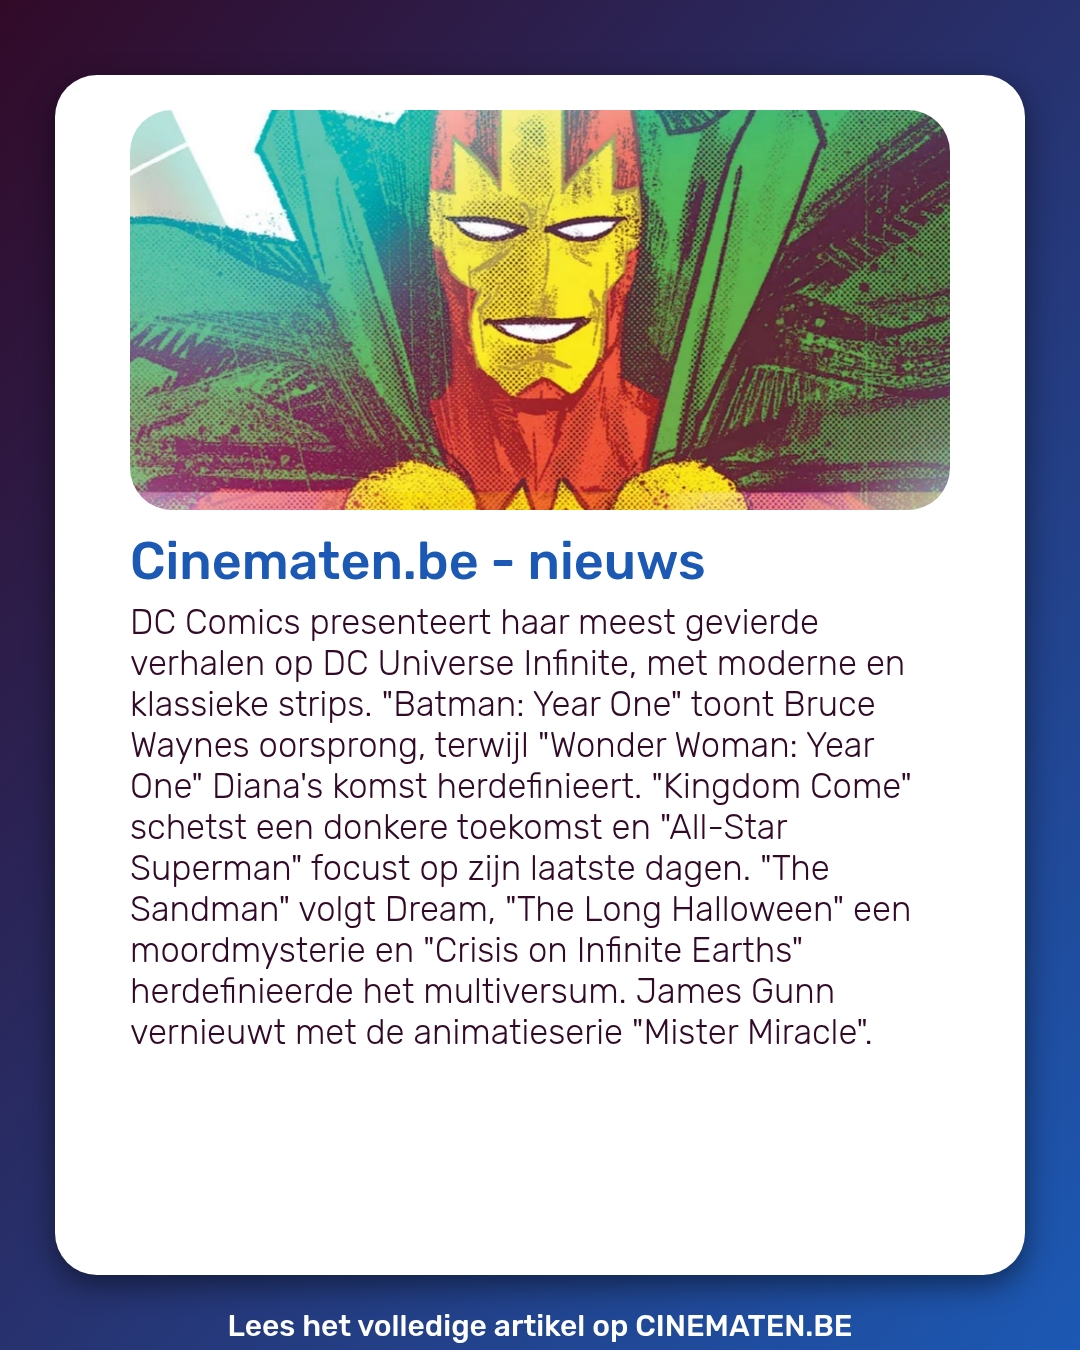 Cinematen.be - nieuws
DC Comics presenteert haar meest gevierde
verhalen op DC Universe Infinite, met moderne en
klassieke strips. "Batman: Year One" toont Bruce
Waynes oorsprong, terwijl "Wonder Woman: Year
One" Diana's komst herdefinieert. "Kingdom Come"
schetst een donkere toekomst en "All-Star
Superman" focust op zijn laatste dagen. "The
Sandman" volgt Dream, "The Long Halloween" een
moordmysterie en "Crisis on Infinite Earths"
herdefinieerde het multiversum. James Gunn
vernieuwt met de animatieserie "Mister Miracle".
Lees het volledige artikel op CINEMATEN.BE